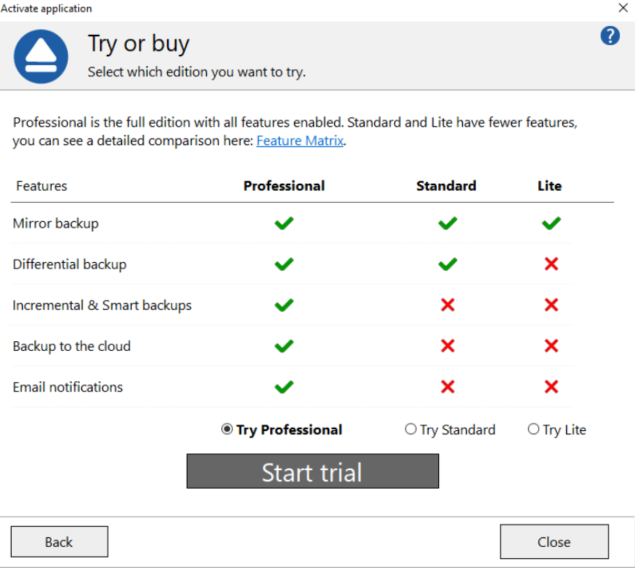 Activate application
Try or buy
Select which edition you want to try.
Professional is the full edition with all features enabled. Standard and Lite have fewer features,
you can see a detailed comparison here: Feature Matrix.
Features Professional Standard Lite
Mirror backup
Differential backup
Incremental & Smart backups
Backup to the cloud
Email notifications
Try Professional Try Standard Try Lite
Start trial
Back Close